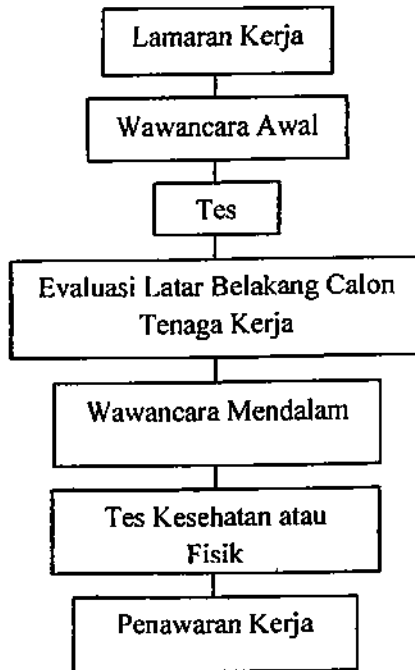 Lamaran Kerja
Wawancara Awal
Tes
Evaluasi Latar Belakang Calon
Tenaga Kerja
Wawancara Mendalam
Tes Kesehatan atau
Fisik
Penawaran Kerja